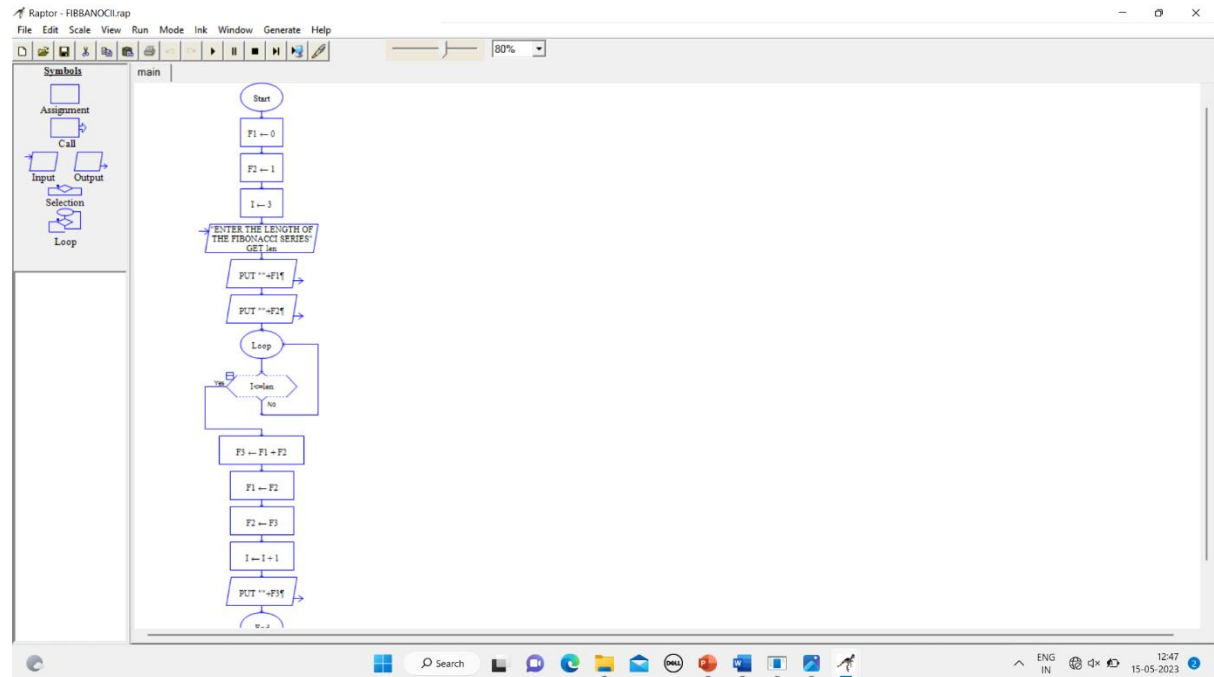 Raptor - FIBBANOCII.rap
File Edit Scale View Run Mode Ink Window Generate Help
80%
Symbols
Assignment
Call
Input Output
Selection
Loop
main
Start
F1 ← 0
F2 ← 1
I ← 3
"ENTER THE LENGTH OF
THE FIBONACCI SERIES"
GET len
PUT ""+F1¶
PUT ""+F2¶
Loop
Yes
I<=len
No
F3 ← F1 + F2
F1 ← F2
F2 ← F3
I ← I + 1
PUT ""+F3¶
End
Search
DELL
ENG
IN
12:47
15-05-2023
2